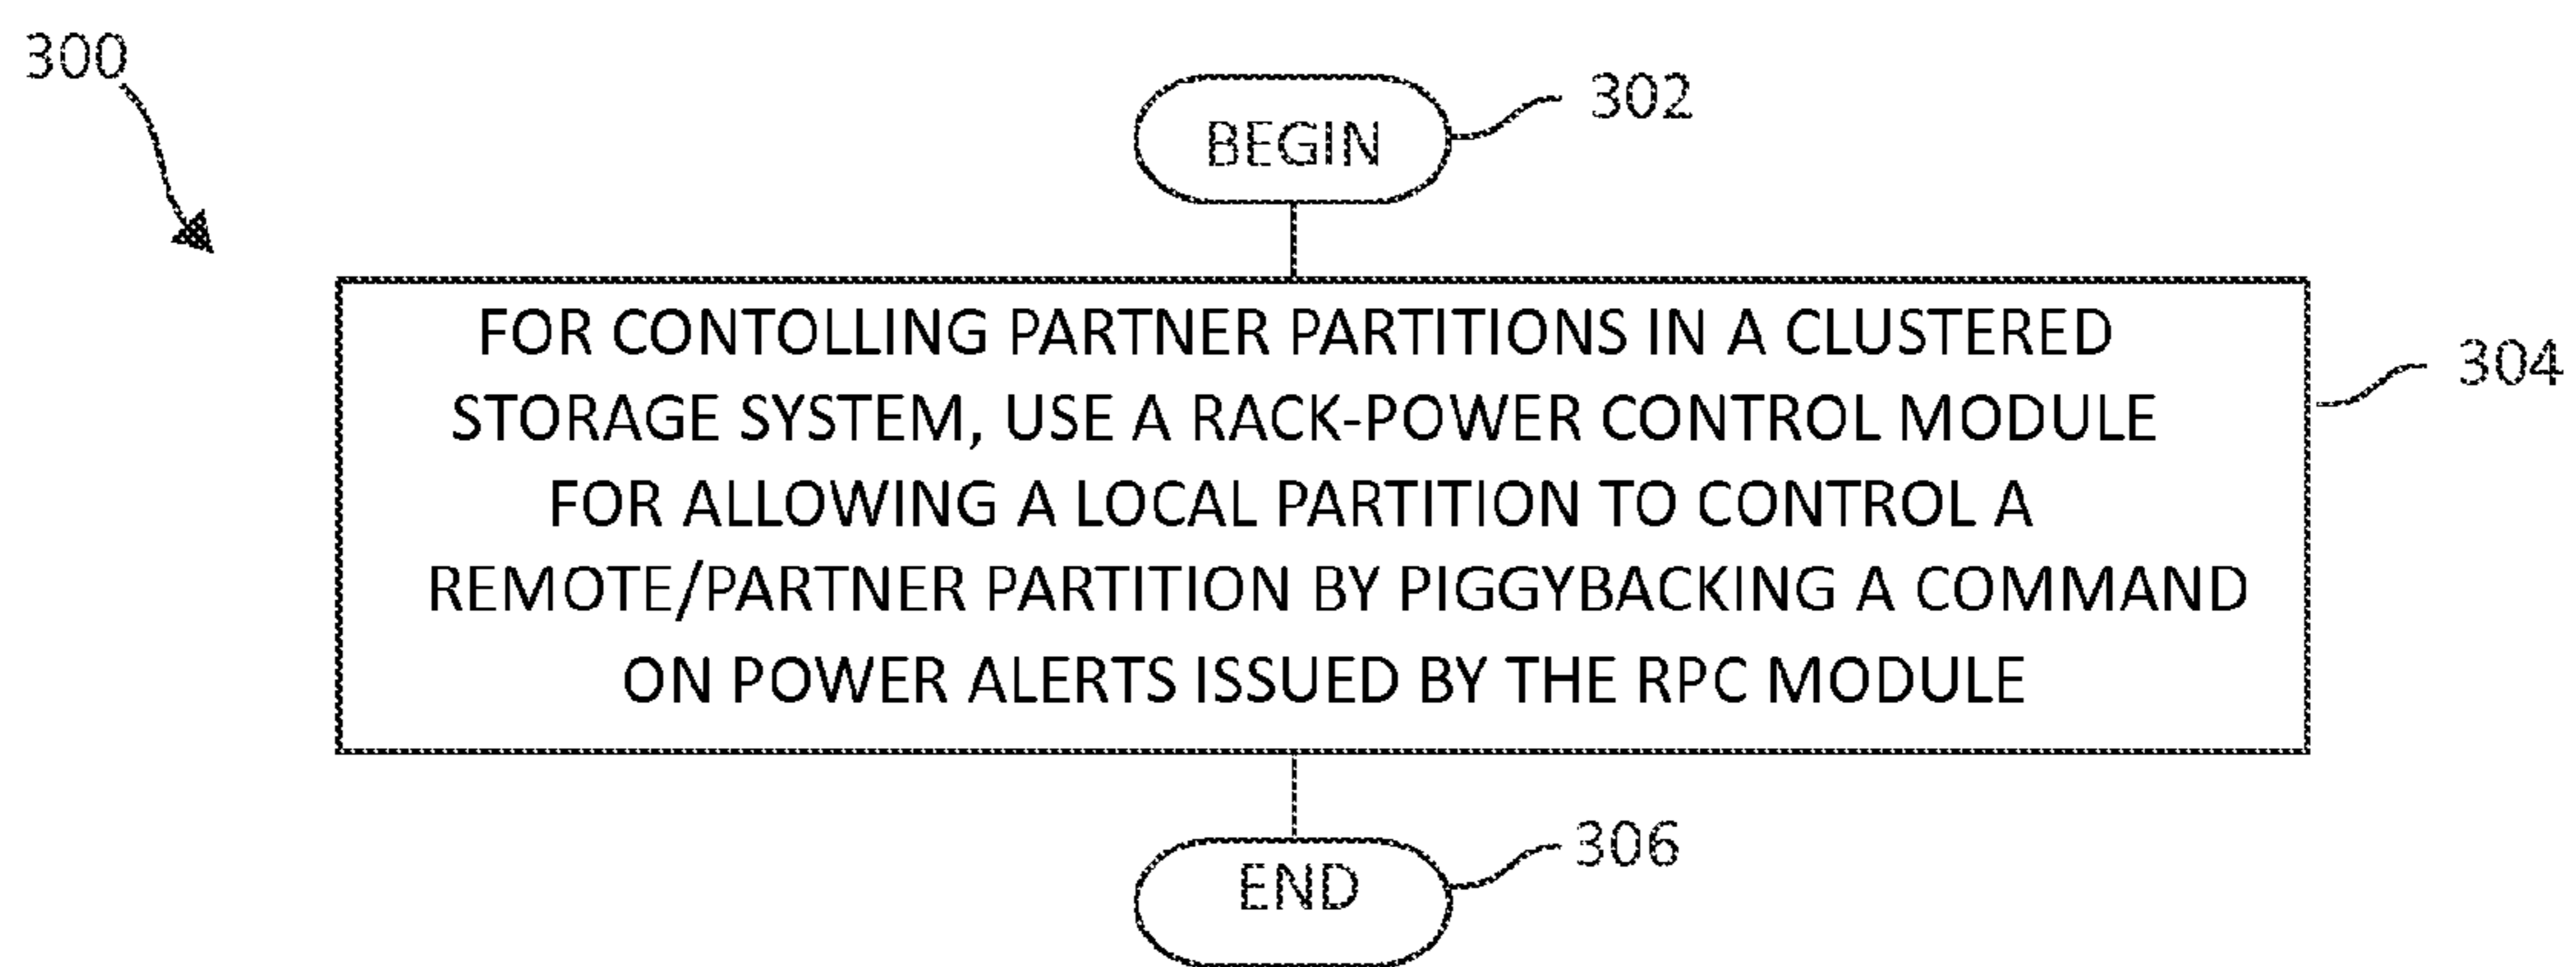 300
BEGIN
302
FOR CONTOLLING PARTNER PARTITIONS IN A CLUSTERED
STORAGE SYSTEM, USE A RACK-POWER CONTROL MODULE
FOR ALLOWING A LOCAL PARTITION TO CONTROL A
REMOTE/PARTNER PARTITION BY PIGGYBACKING A COMMAND
ON POWER ALERTS ISSUED BY THE RPC MODULE
304
END
306